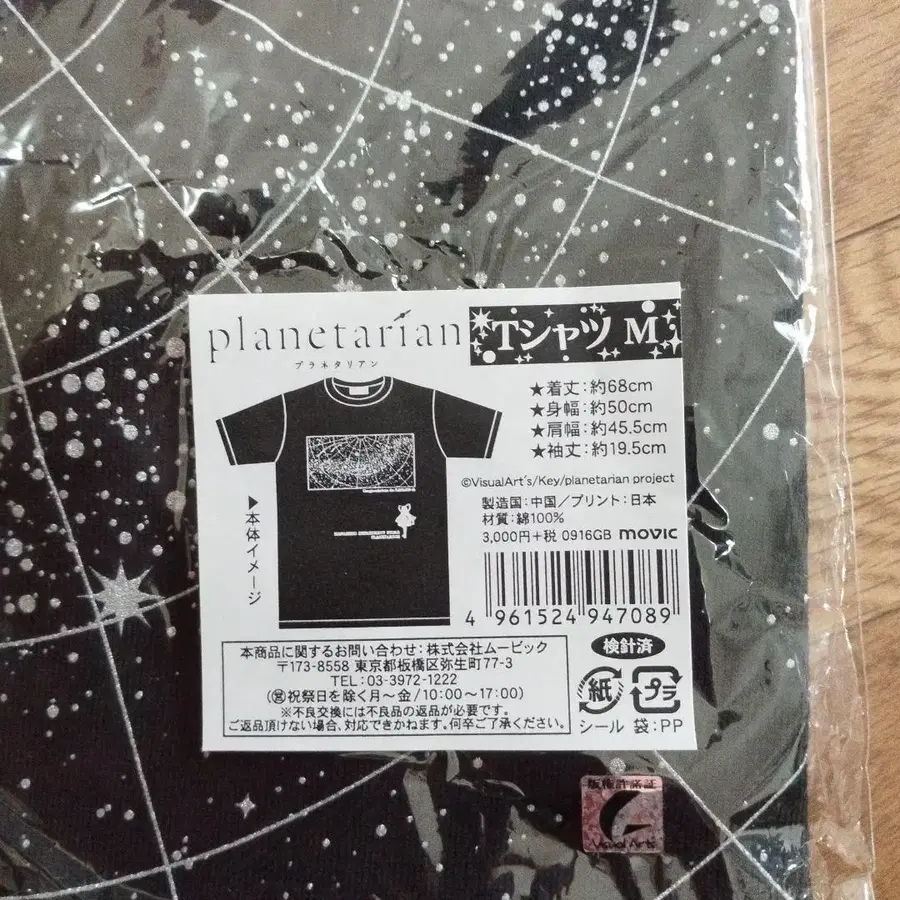 planetarian
プラネタリアン
Tシャツ M
★着丈:約68cm
★身幅:約50cm
★肩幅:約45.5cm
★袖丈:約19.5cm
©VisualArt's/Key/planetarian project
製造国:中国/プリント:日本
材質:綿100%
3,000円+税 0916GB movic
▶本体イメージ
4 961524 947089
本商品に関するお問い合わせ:株式会社ムービック
〒173-8558 東京都板橋区弥生町77-3
TEL:03-3972-1222
(営祝祭日を除く月~金/10:00~17:00)
※不良交換には不良品の返品が必要です。
ご返品頂けない場合、対応できかねます。何卒ご了承ください。
検針済
紙 プラ
シール 袋:PP
版権許諾証
Visual Arts